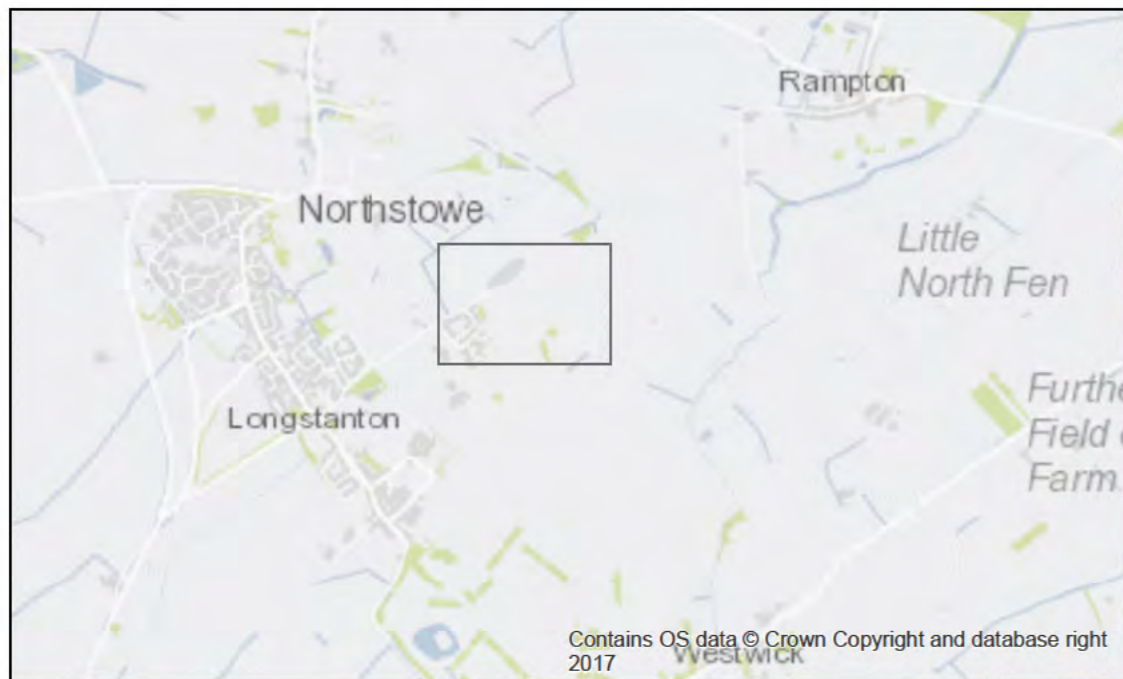 Rampton
Northstowe
Little
North Fen
Furthe
Field
Longstanton
Farm
Contains OS data © Crown Copyright and database right
2017
Westwick